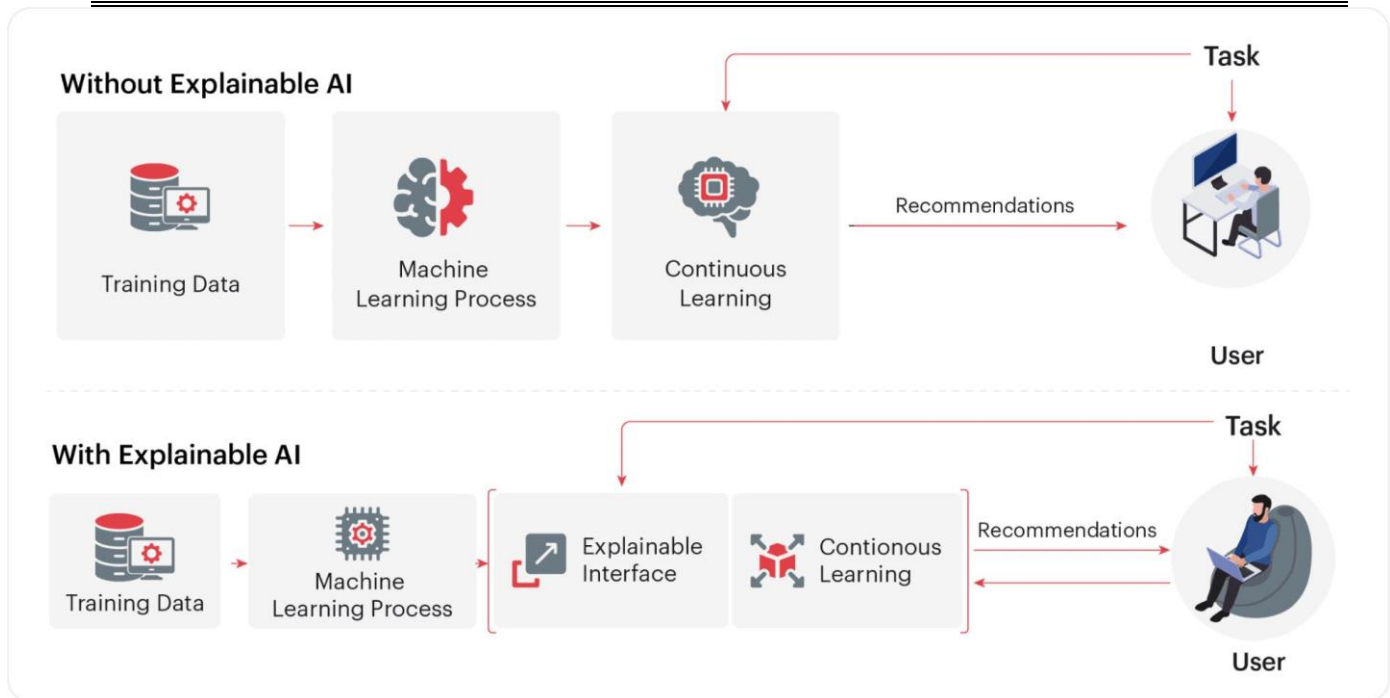 Task
Without Explainable AI
Training Data
Machine
Learning Process
Continuous
Learning
Recommendations
User
Task
With Explainable AI
Training Data
Machine
Learning Process
Explainable
Interface
Contionous
Learning
Recommendations
User